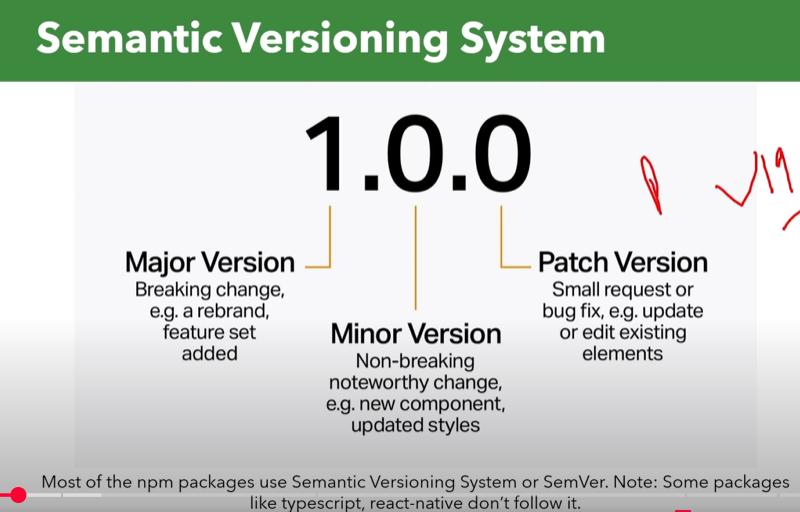 Semantic Versioning System
1.0.0
Major Version
Breaking change,
e.g. a rebrand,
feature set
added
Minor Version
Non-breaking
noteworthy change,
e.g. new component,
updated styles
Patch Version
Small request or
bug fix, e.g. update
or edit existing
elements
Most of the npm packages use Semantic Versioning System or SemVer. Note: Some packages
like typescript, react-native don’t follow it.